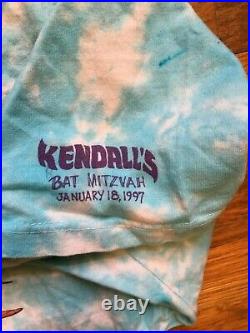 KENDALL'S
BAT MITZVAH
JANUARY 18, 1997